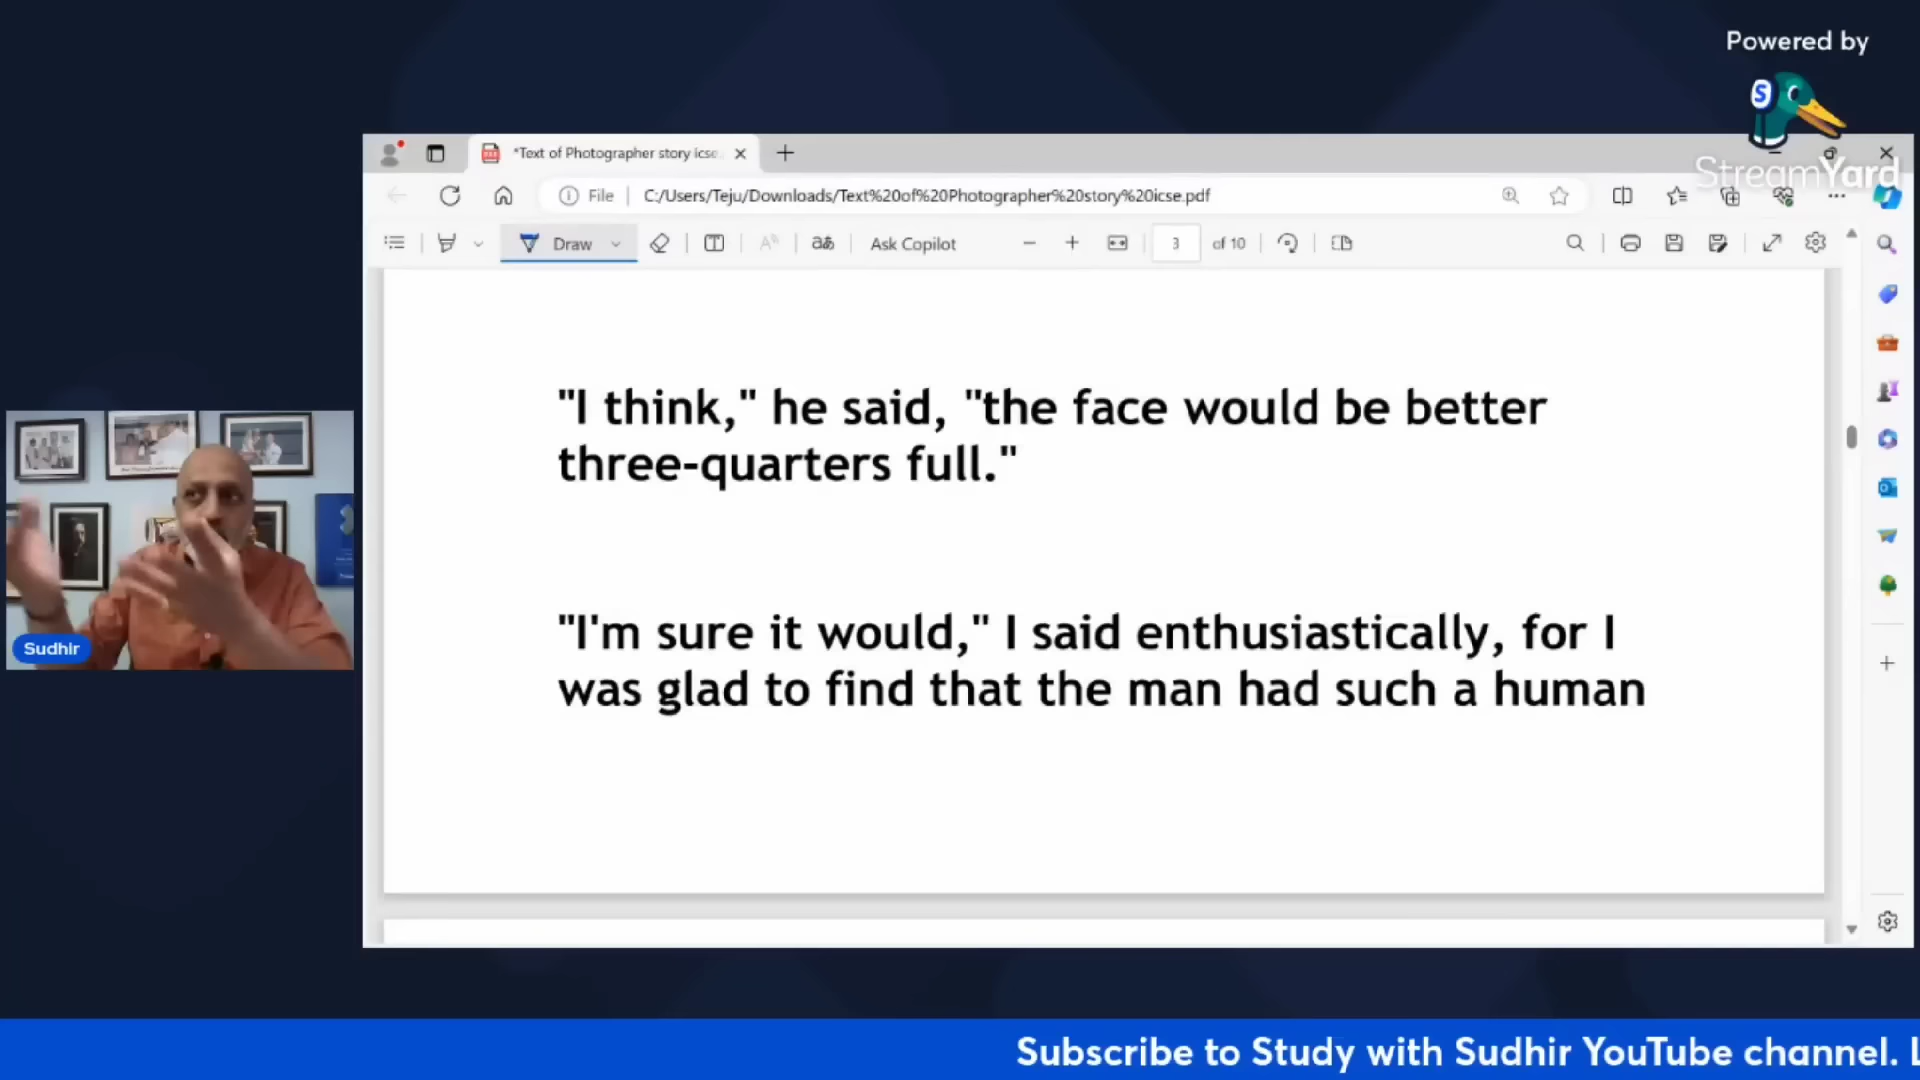 Powered by
StreamYard
*Text of Photographer story icse.
File
C:/Users/Teju/Downloads/Text%20of%20Photographer%20story%20icse.pdf
Draw
Ask Copilot
3
of 10
"I think," he said, "the face would be better
three-quarters full."
"I'm sure it would," I said enthusiastically, for I
was glad to find that the man had such a human
Sudhir
Subscribe to Study with Sudhir YouTube channel. L